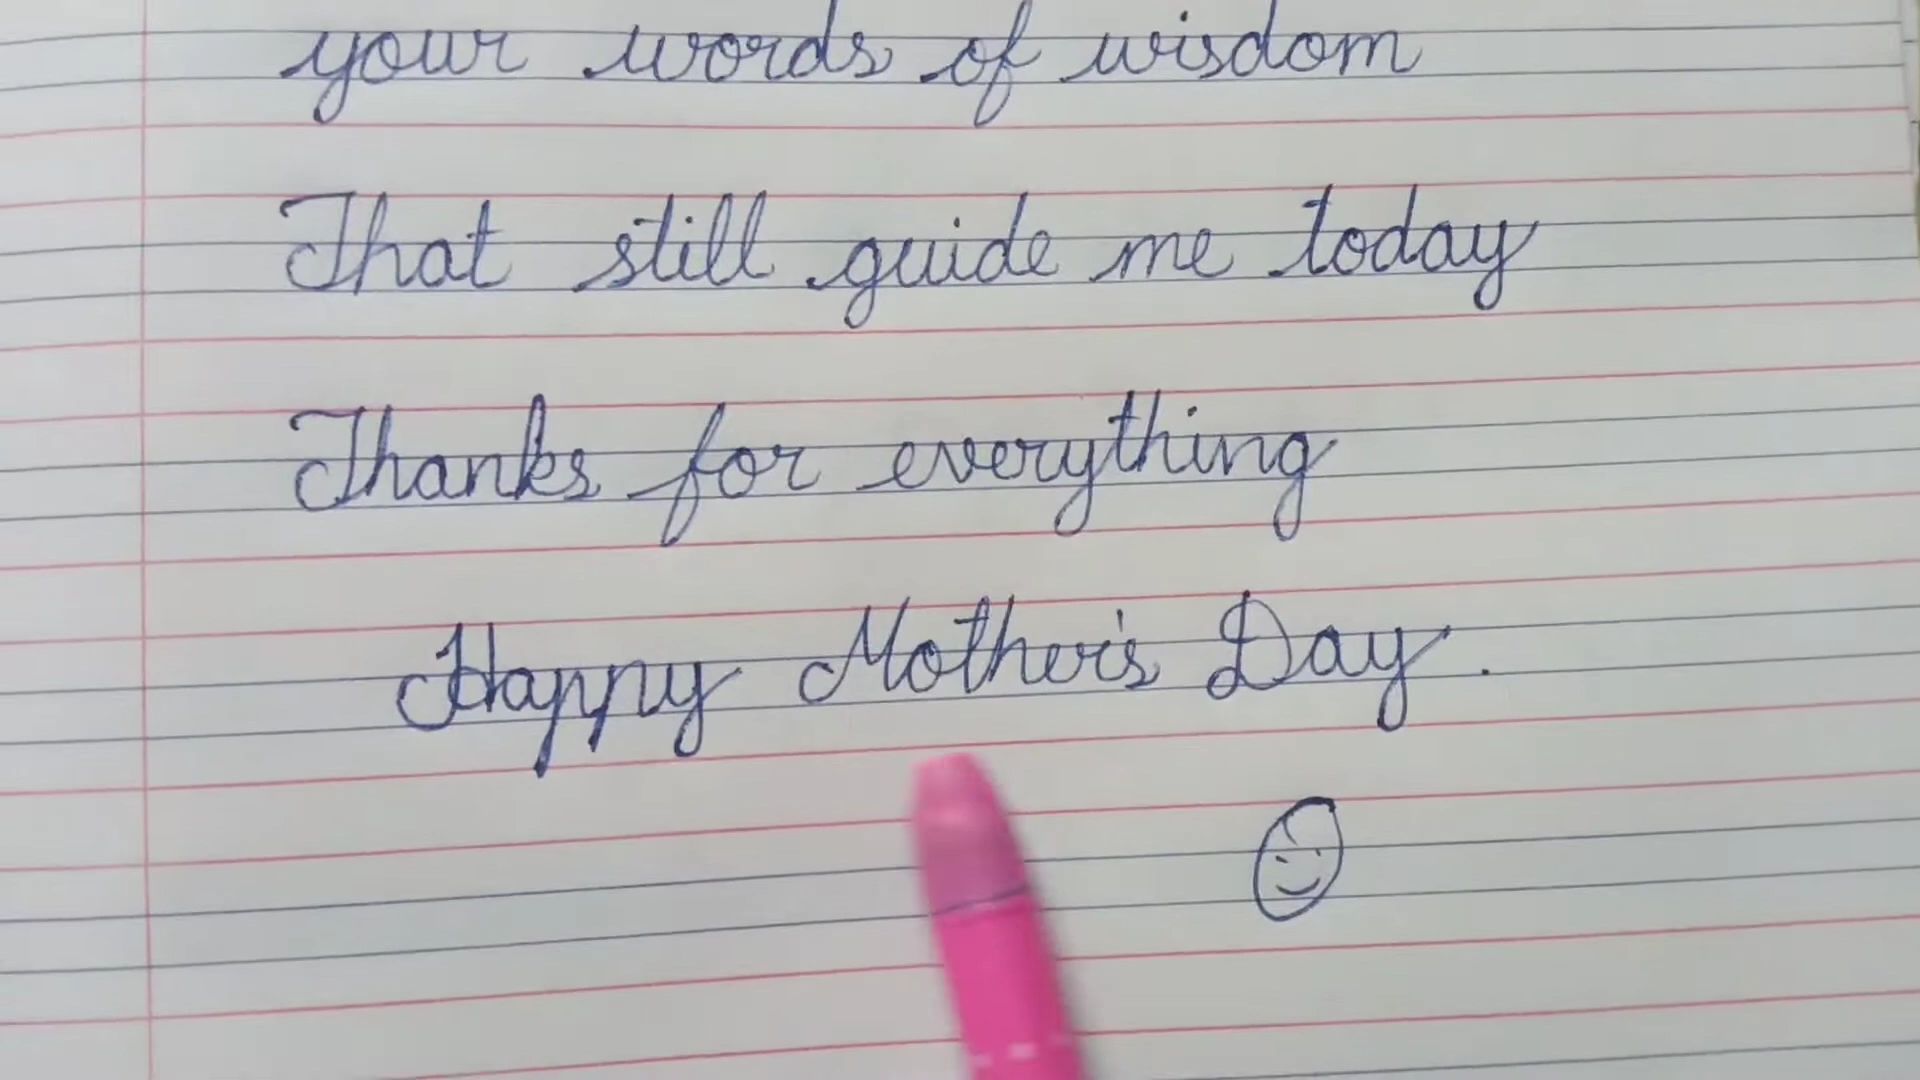 your words of wisdom
That still guide me today
Thanks for everything
Happy Mother's Day.